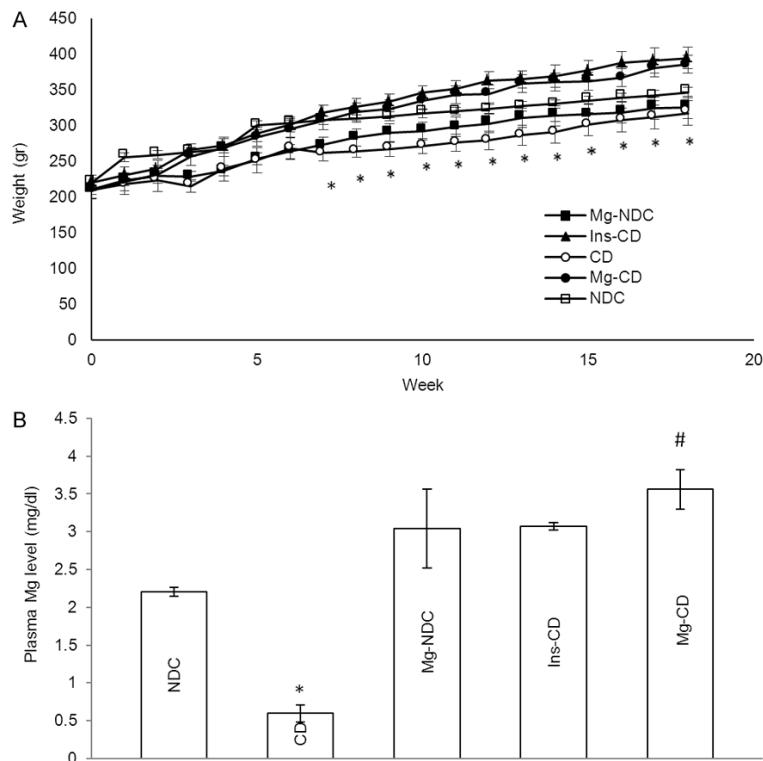 A
450
400
350
300
250
200
150
100
50
0
Weight (gr)
* * * * * * * * * * * *
Mg-NDC
Ins-CD
CD
Mg-CD
NDC
0 5 10 15 20
Week
B
4.5
4
3.5
3
2.5
2
1.5
1
0.5
0
Plasma Mg level (mg/dl)
NDC
*
CD
Mg-NDC
Ins-CD
#
Mg-CD